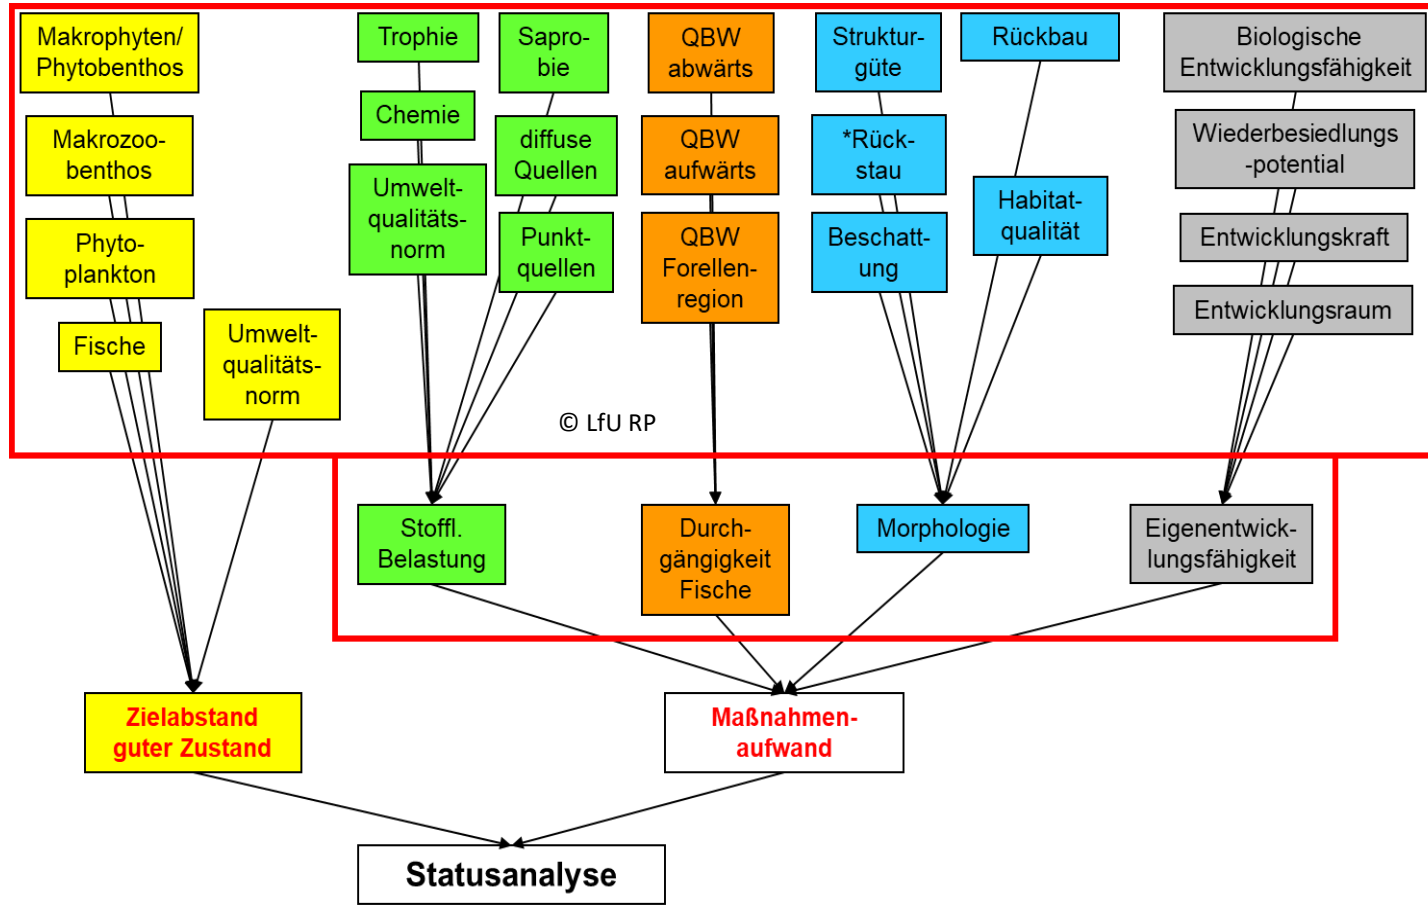 Makrophyten/
Phytobenthos
Makrozoo-
benthos
Phyto-
plankton
Fische
Umwelt-
qualitäts-
norm
Trophie
Chemie
Umwelt-
qualitäts-
norm
Sapro-
bie
diffuse
Quellen
Punkt-
quellen
QBW
abwärts
QBW
aufwärts
QBW
Forellen-
region
Struktur-
güte
*Rück-
stau
Beschatt-
ung
Rückbau
Habitat-
qualität
Biologische
Entwicklungsfähigkeit
Wiederbesiedlungs
-potential
Entwicklungskraft
Entwicklungsraum
© LfU RP
Stoffl.
Belastung
Durch-
gängigkeit
Fische
Morphologie
Eigenentwick-
lungsfähigkeit
Zielabstand
guter Zustand
Maßnahmen-
aufwand
Statusanalyse